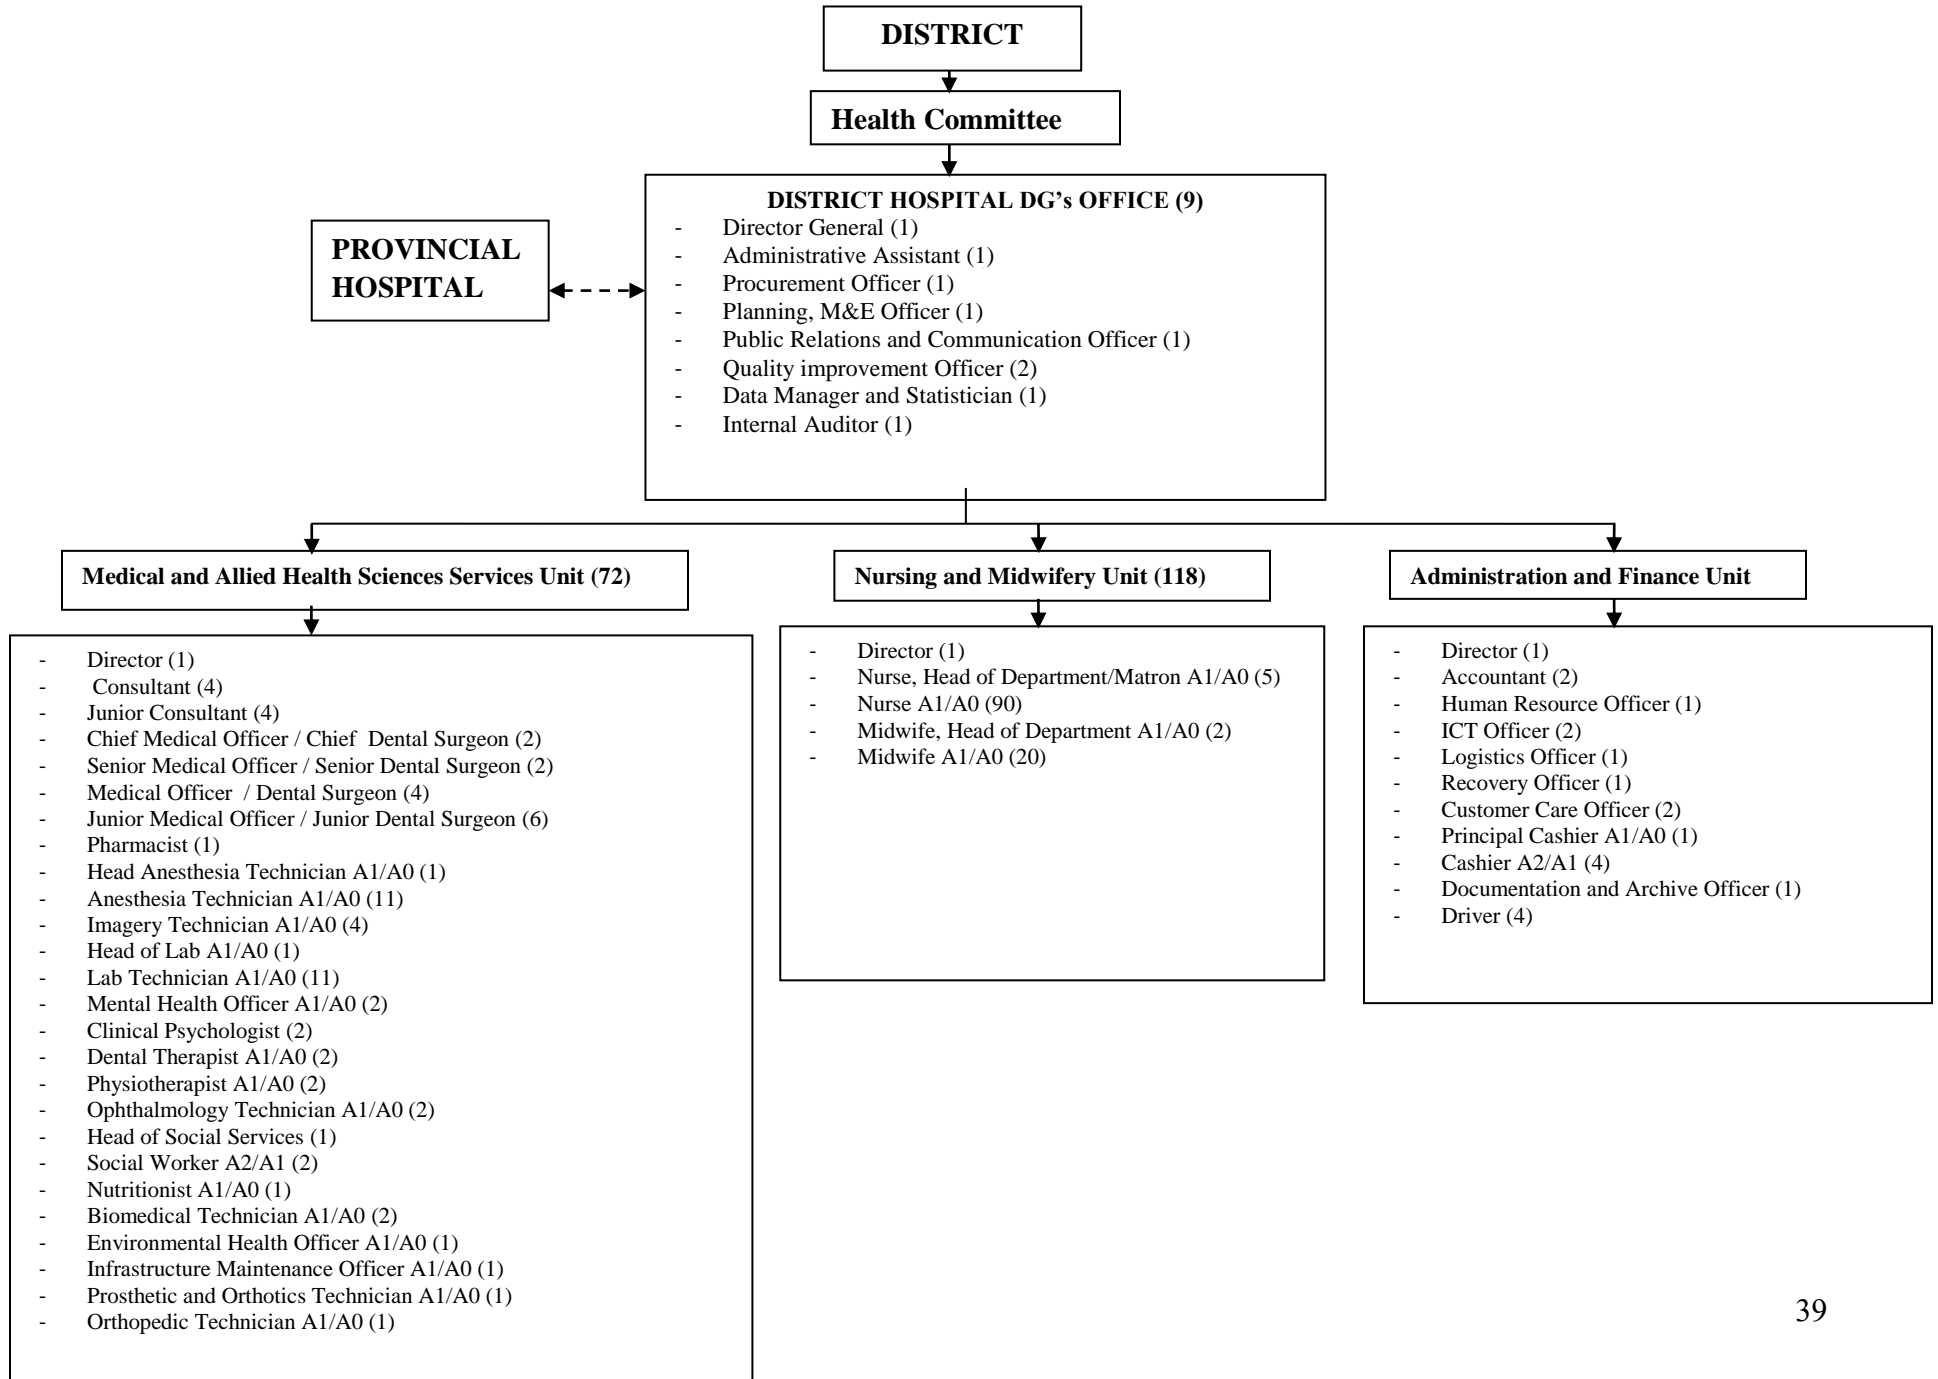 DISTRICT
Health Committee
PROVINCIAL
HOSPITAL
DISTRICT HOSPITAL DG's OFFICE (9)
- Director General (1)
- Administrative Assistant (1)
- Procurement Officer (1)
- Planning, M&E Officer (1)
- Public Relations and Communication Officer (1)
- Quality improvement Officer (2)
- Data Manager and Statistician (1)
- Internal Auditor (1)
Medical and Allied Health Sciences Services Unit (72)
- Director (1)
- Consultant (4)
- Junior Consultant (4)
- Chief Medical Officer / Chief Dental Surgeon (2)
- Senior Medical Officer / Senior Dental Surgeon (2)
- Medical Officer / Dental Surgeon (4)
- Junior Medical Officer / Junior Dental Surgeon (6)
- Pharmacist (1)
- Head Anesthesia Technician A1/A0 (1)
- Anesthesia Technician A1/A0 (11)
- Imagery Technician A1/A0 (4)
- Head of Lab A1/A0 (1)
- Lab Technician A1/A0 (11)
- Mental Health Officer A1/A0 (2)
- Clinical Psychologist (2)
- Dental Therapist A1/A0 (2)
- Physiotherapist A1/A0 (2)
- Ophthalmology Technician A1/A0 (2)
- Head of Social Services (1)
- Social Worker A2/A1 (2)
- Nutritionist A1/A0 (1)
- Biomedical Technician A1/A0 (2)
- Environmental Health Officer A1/A0 (1)
- Infrastructure Maintenance Officer A1/A0 (1)
- Prosthetic and Orthotics Technician A1/A0 (1)
- Orthopedic Technician A1/A0 (1)
Nursing and Midwifery Unit (118)
- Director (1)
- Nurse, Head of Department/Matron A1/A0 (5)
- Nurse A1/A0 (90)
- Midwife, Head of Department A1/A0 (2)
- Midwife A1/A0 (20)
Administration and Finance Unit
- Director (1)
- Accountant (2)
- Human Resource Officer (1)
- ICT Officer (2)
- Logistics Officer (1)
- Recovery Officer (1)
- Customer Care Officer (2)
- Principal Cashier A1/A0 (1)
- Cashier A2/A1 (4)
- Documentation and Archive Officer (1)
- Driver (4)
39